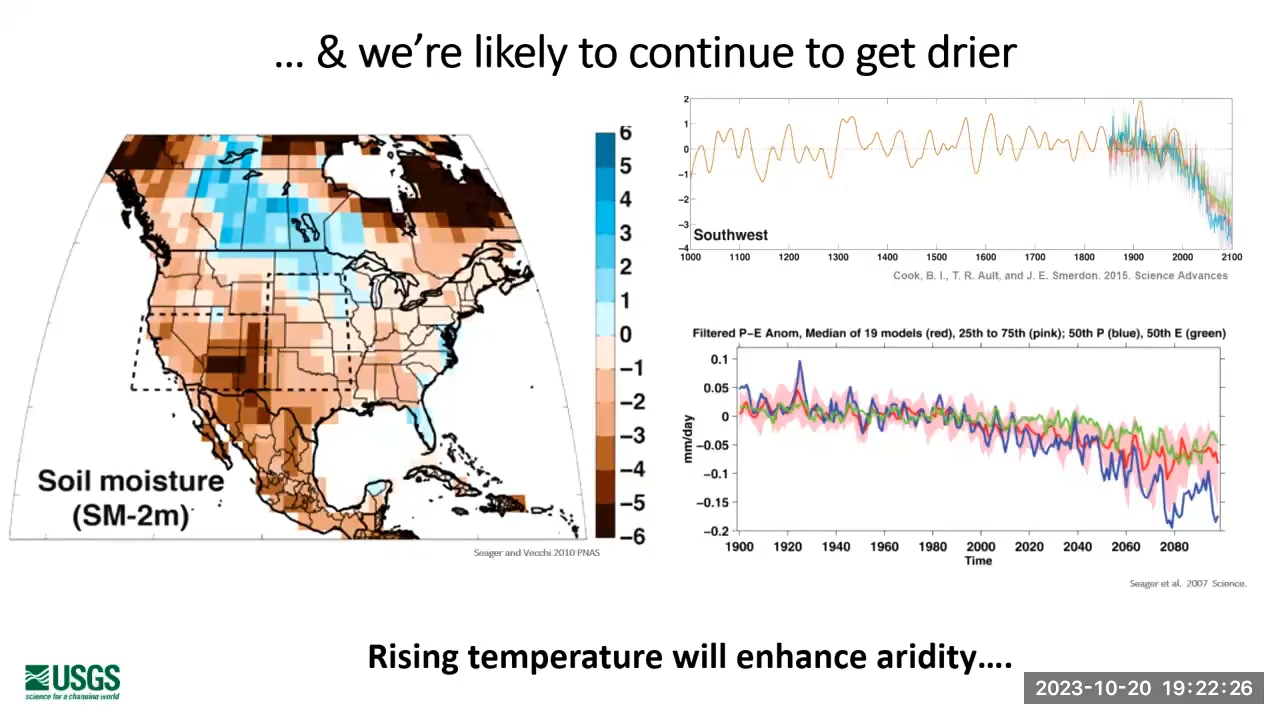 ... & we're likely to continue to get drier
6
5
4
3
2
1
0
−1
−2
−3
−4
−5
−6
Soil moisture
(SM-2m)
Seager and Vecchi 2010 PNAS
2
1
0
−1
−2
−3
−4
Southwest
1000 1100 1200 1300 1400 1500 1600 1700 1800 1900 2000 2100
Cook, B. I., T. R. Ault, and J. E. Smerdon. 2015. Science Advances
Filtered P−E Anom, Median of 19 models (red), 25th to 75th (pink); 50th P (blue), 50th E (green)
0.1
0.05
0
−0.05
−0.1
−0.15
−0.2
mm/day
1900 1920 1940 1960 1980 2000 2020 2040 2060 2080
Time
Seager et al. 2007 Science.
Rising temperature will enhance aridity....
USGS
science for a changing world
2023-10-20 19:22:26